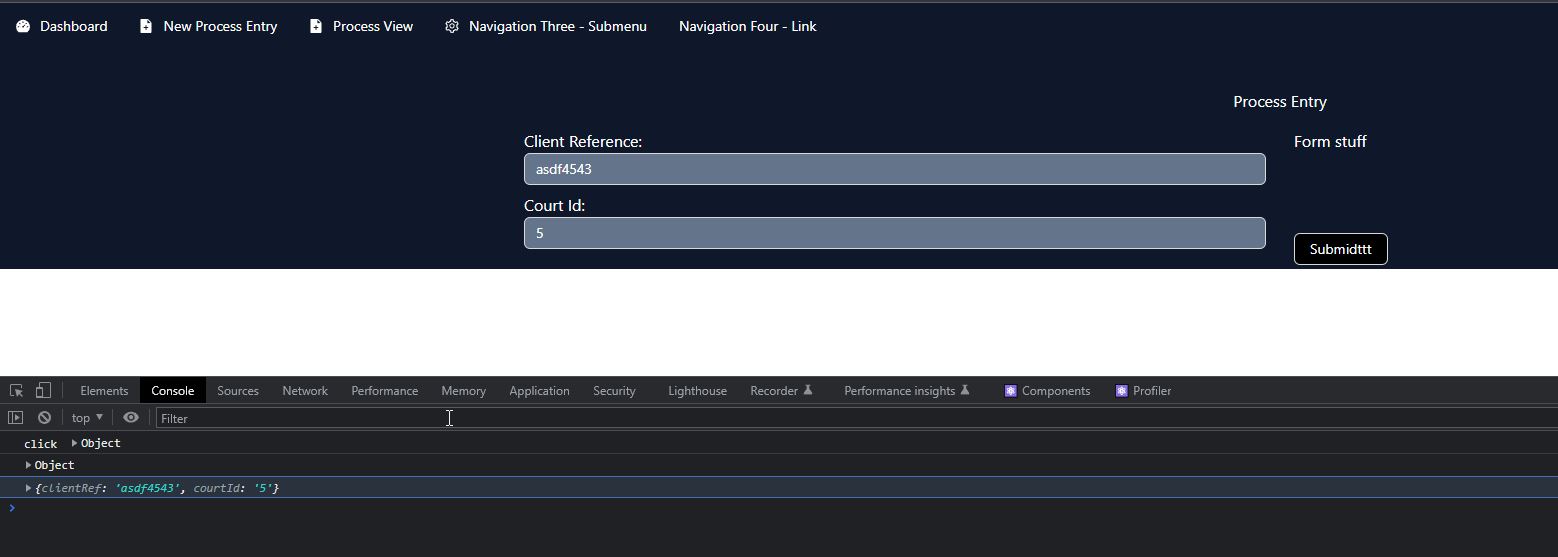 Dashboard New Process Entry Process View Navigation Three - Submenu Navigation Four - Link
Process Entry
Client Reference: Form stuff
asdf4543
Court Id:
5
Submidttt
Elements Console Sources Network Performance Memory Application Security Lighthouse Recorder Performance insights Components Profiler
top ▼ Filter
click ▶ Object
▶ Object
▶ {clientRef: 'asdf4543', courtId: '5'}
>